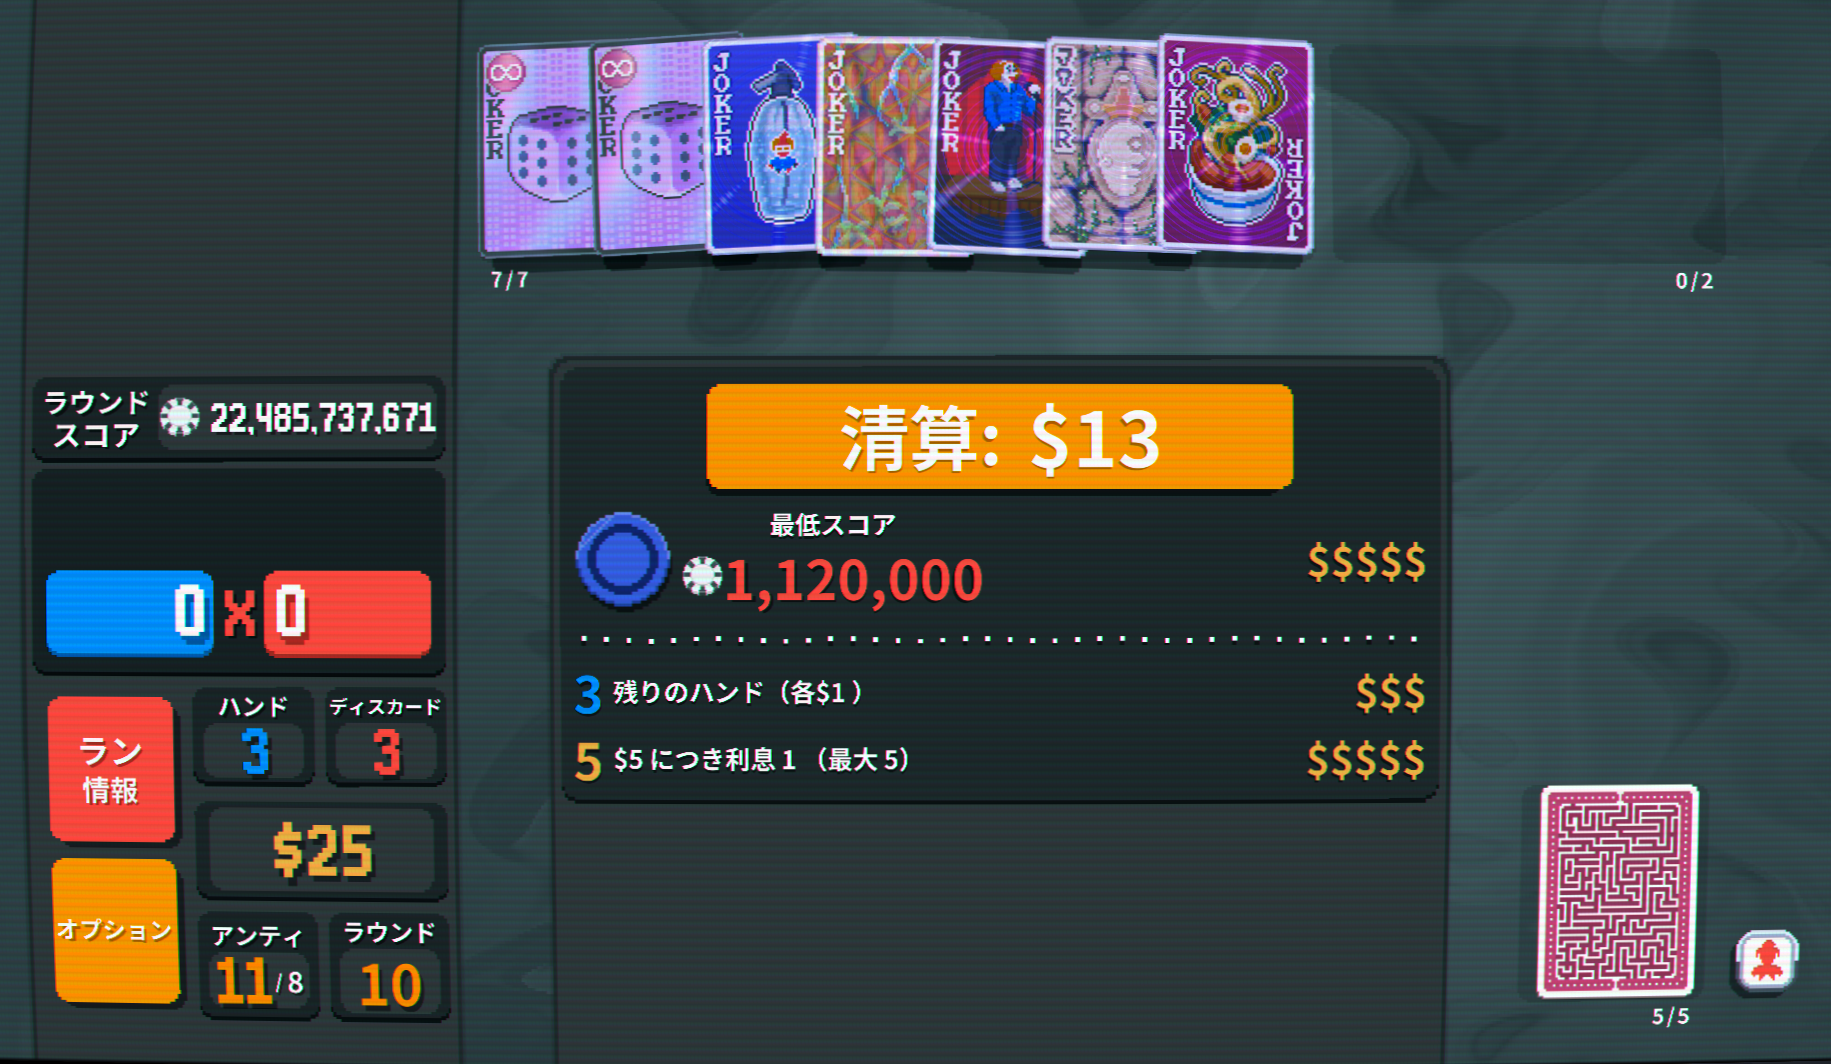 JOKER
JOKER
JOKER
JOKER
JOKER
JOKER
JOKER
JOKER
7/7
0/2
ラウンド
スコア
22,485,737,671
清算: $13
最低スコア
1,120,000
$$$$$
0 X 0
3 残りのハンド（各$1 ）
$$$
5 $5 につき利息 1 （最大 5）
$$$$$
ラン
情報
ハンド
3
ディスカード
3
$25
オプション
アンティ
11/8
ラウンド
10
5/5